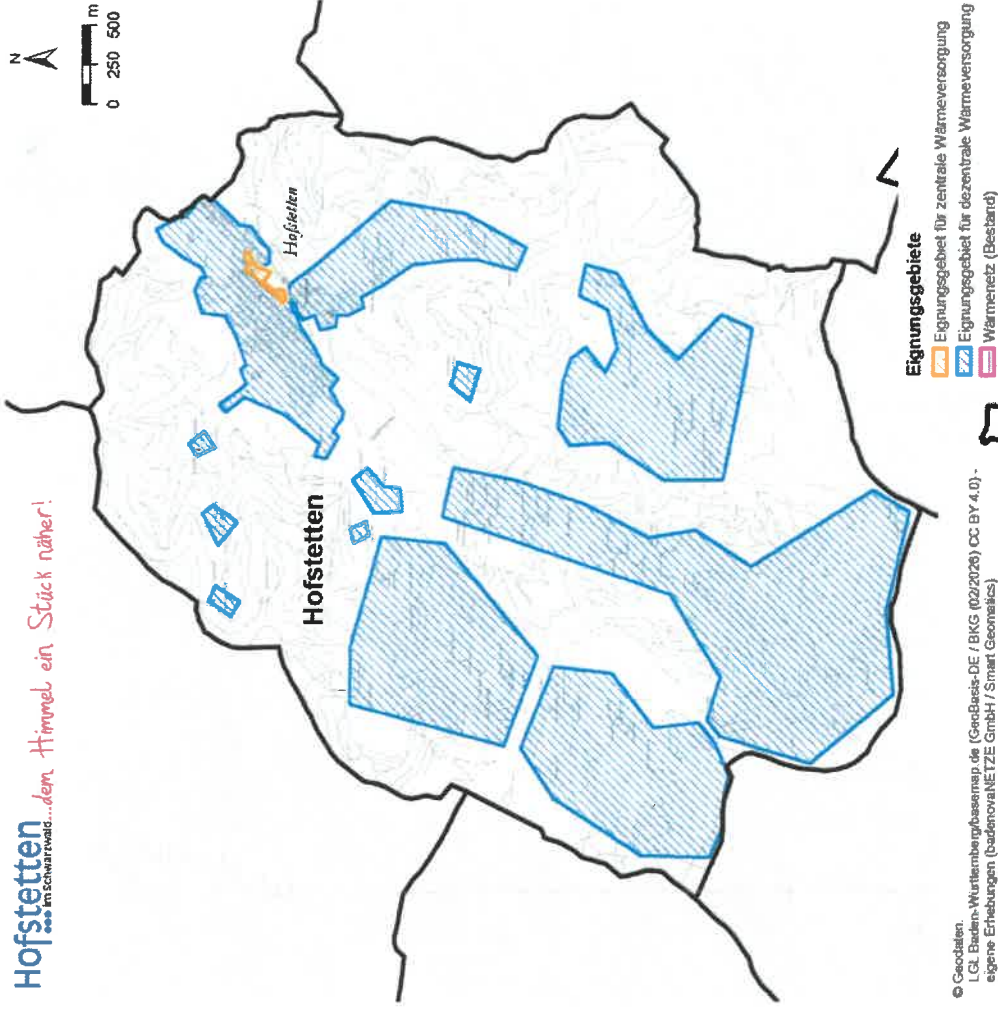 Hofstetten
im Schwarzwald
...dem Himmel ein Stück näher!
N
0 250 500 m
Hofstetten
Hofstetten
Eignungsgebiete
Eignungsgebiet für zentrale Wärmeversorgung
Eignungsgebiet für dezentrale Wärmeversorgung
Wärmenetz (Bestand)
© Geodaten:
LGL Baden-Württemberg/basemap.de (GeoBasis-DE / BKG (02/2026) CC BY 4.0) -
eigene Erhebungen (badenovaNETZE GmbH / Smart Geomatics)